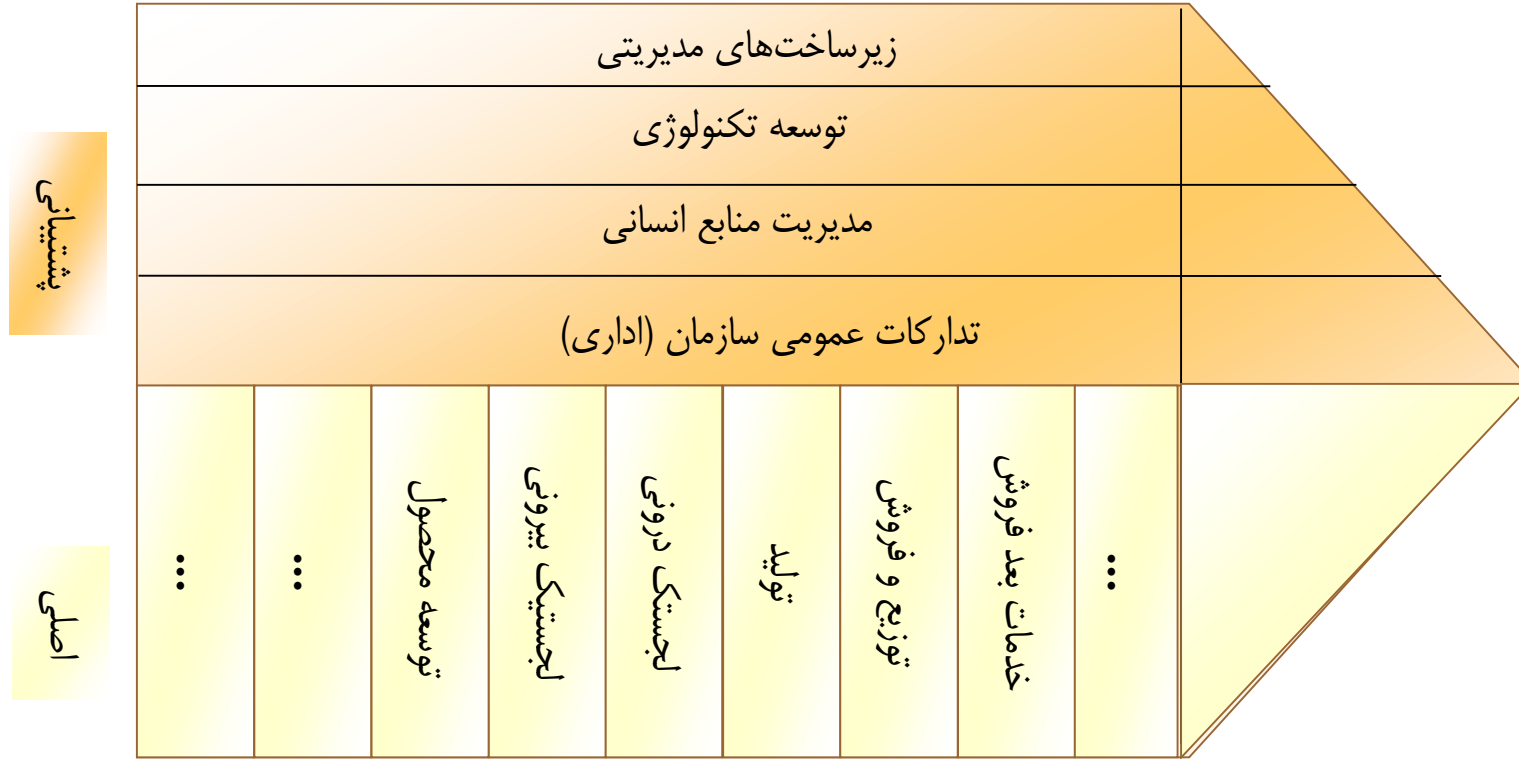 زیرساخت‌های مدیریتی
توسعه تکنولوژی
مدیریت منابع انسانی
تدارکات عمومی سازمان (اداری)
پشتیبانی
اصلی
...
...
توسعه محصول
لجستیک بیرونی
لجستک درونی
تولید
توزیع و فروش
خدمات بعد فروش
...